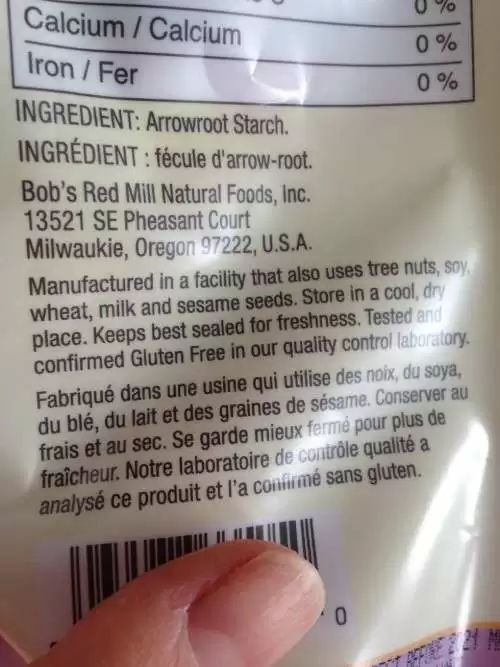 0 %
Calcium / Calcium 0 %
Iron / Fer 0 %
INGREDIENT: Arrowroot Starch.
INGRÉDIENT : fécule d'arrow-root.
Bob's Red Mill Natural Foods, Inc.
13521 SE Pheasant Court
Milwaukie, Oregon 97222, U.S.A.
Manufactured in a facility that also uses tree nuts, soy,
wheat, milk and sesame seeds. Store in a cool, dry
place. Keeps best sealed for freshness. Tested and
confirmed Gluten Free in our quality control laboratory.
Fabriqué dans une usine qui utilise des noix, du soya,
du blé, du lait et des graines de sésame. Conserver au
frais et au sec. Se garde mieux fermé pour plus de
fraîcheur. Notre laboratoire de contrôle qualité a
analysé ce produit et l'a confirmé sans gluten.
0